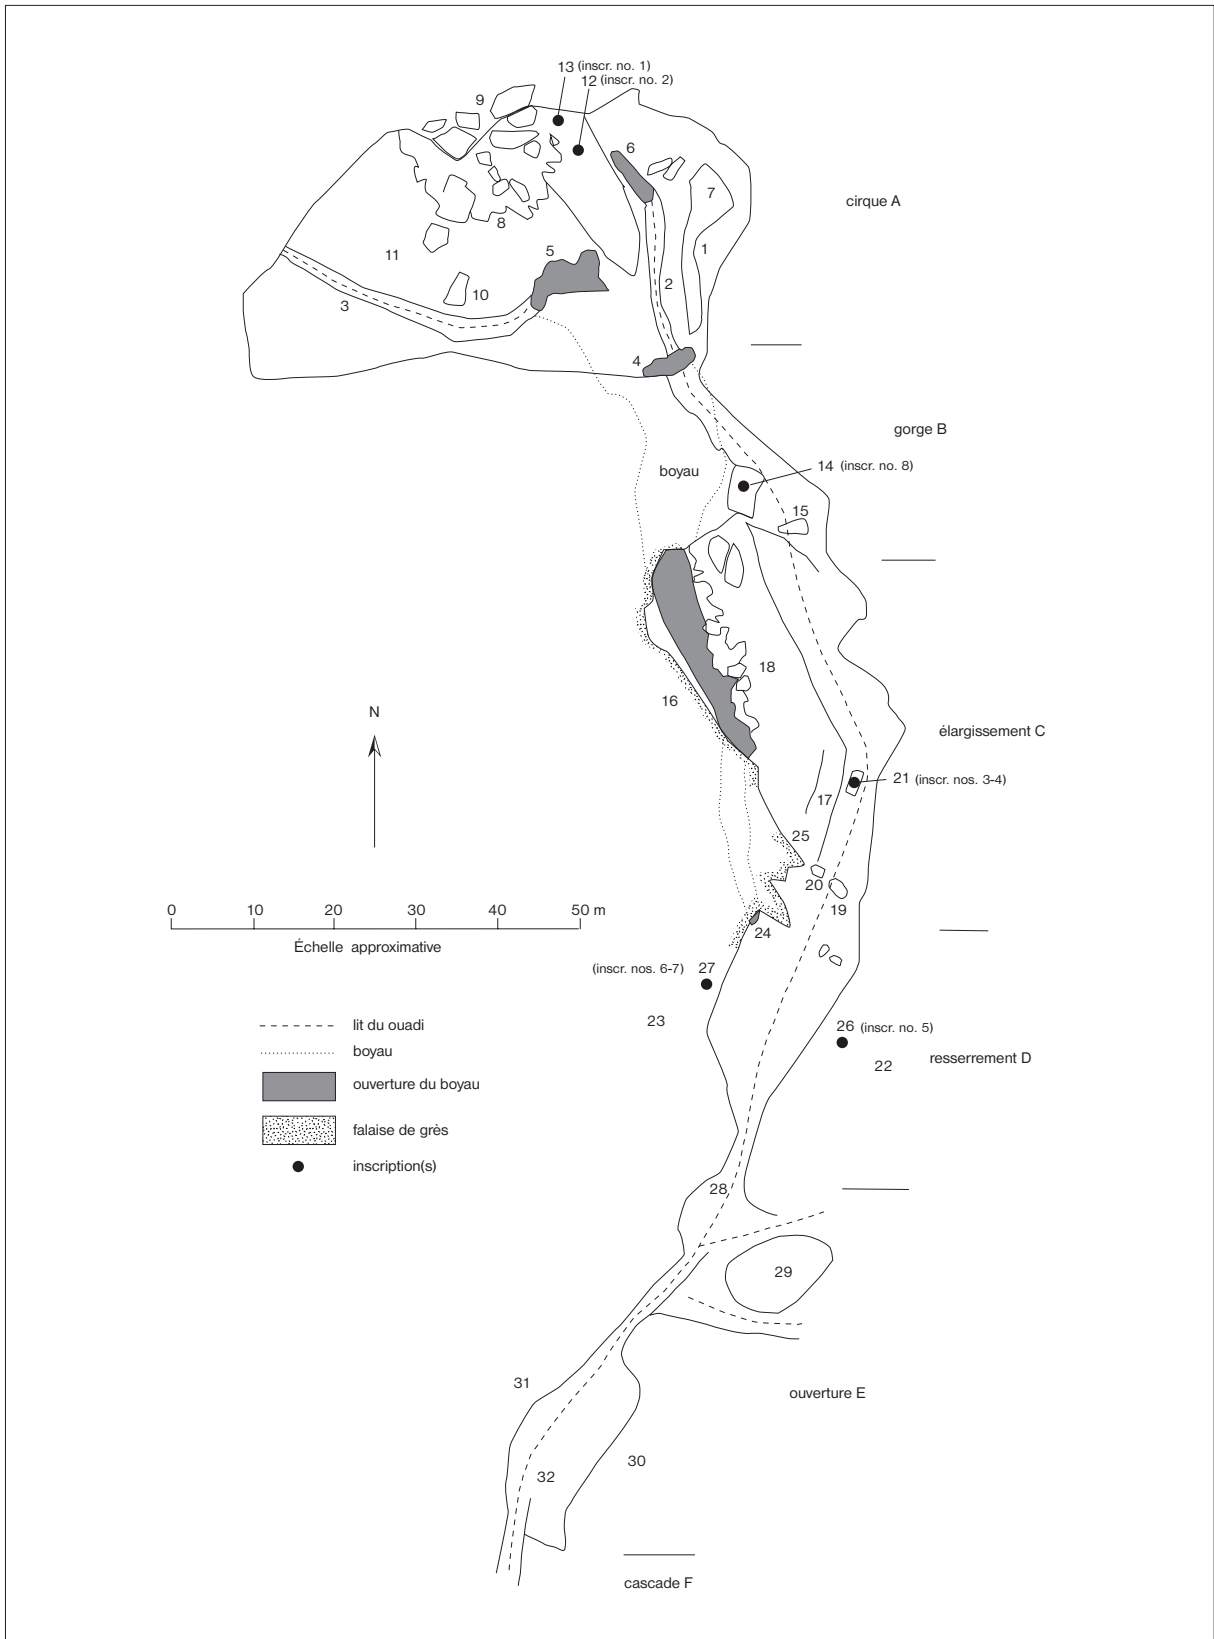 13 (inscr. no. 1)
12 (inscr. no. 2)
9
6
7
cirque A
8
1
11
5
2
10
3
4
gorge B
14 (inscr. no. 8)
boyau
15
18
16
N
élargissement C
21 (inscr. nos. 3-4)
17
25
20
19
0 10 20 30 40 50 m
24
Échelle approximative
(inscr. nos. 6-7) 27
23
26 (inscr. no. 5)
22
resserrement D
lit du ouadi
boyau
ouverture du boyau
falaise de grès
inscription(s)
28
29
31
ouverture E
30
32
cascade F